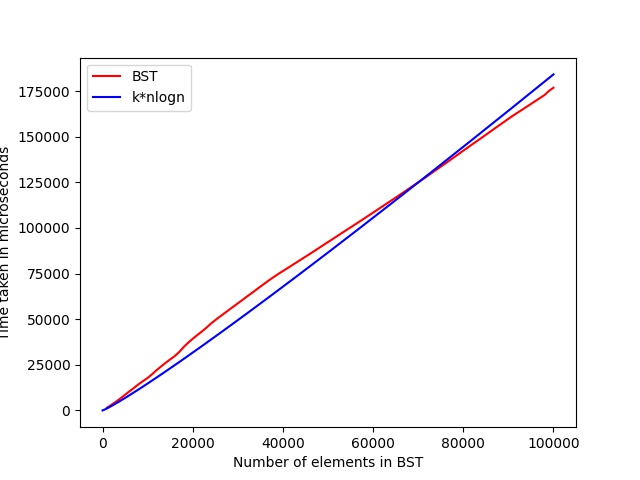 BST
k*nlogn
175000
150000
125000
100000
75000
50000
25000
0
Time taken in microseconds
0 20000 40000 60000 80000 100000
Number of elements in BST